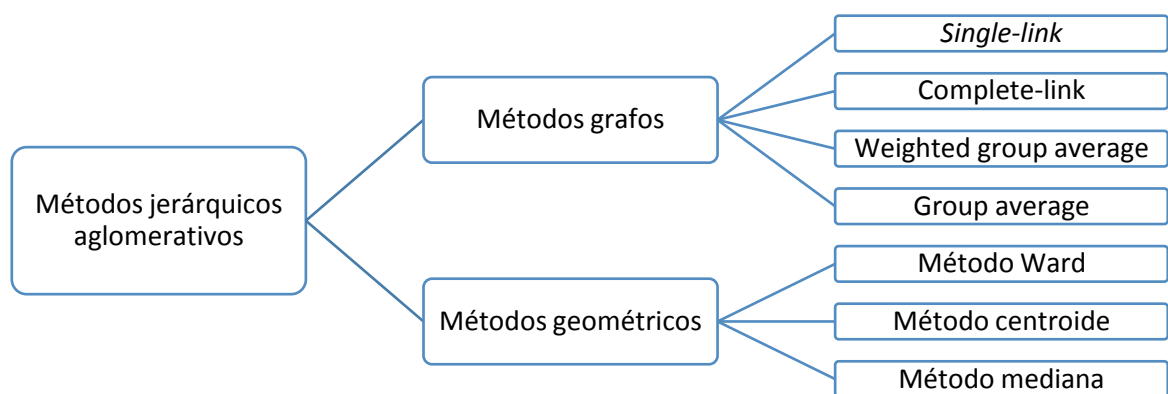 Métodos jerárquicos
aglomerativos
Métodos grafos
Single-link
Complete-link
Weighted group average
Group average
Métodos geométricos
Método Ward
Método centroide
Método mediana